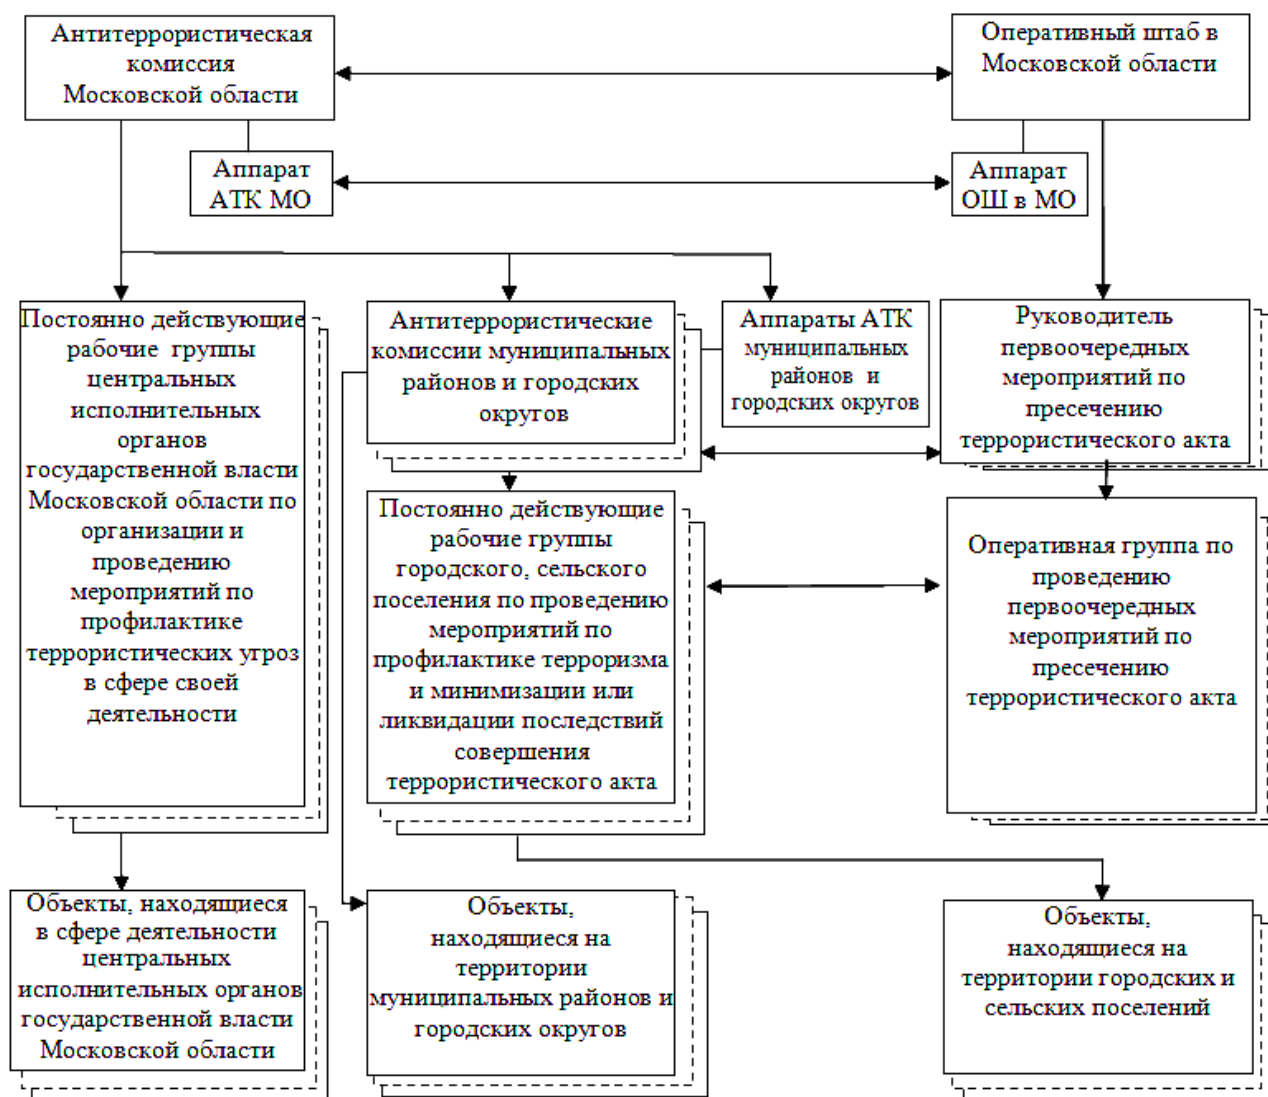 Антитеррористическая
комиссия
Московской области
Оперативный штаб в
Московской области
Аппарат
АТК МО
Аппарат
ОШ в МО
Постоянно действующие
рабочие группы
центральных
исполнительных
органов
государственной власти
Московской области по
организации и
проведению
мероприятий по
профилактике
террористических угроз
в сфере своей
деятельности
Антитеррористические
комиссии муниципальных
районов и городских
округов
Аппараты АТК
муниципальных
районов и
городских округов
Руководитель
первоочередных
мероприятий по
пресечению
террористического акта
Постоянно действующие
рабочие группы
городского, сельского
поселения по проведению
мероприятий по
профилактике терроризма
и минимизации или
ликвидации последствий
совершения
террористического акта
Оперативная группа по
проведению
первоочередных
мероприятий по
пресечению
террористического акта
Объекты, находящиеся
в сфере деятельности
центральных
исполнительных органов
государственной власти
Московской области
Объекты,
находящиеся на
территории
муниципальных районов и
городских округов
Объекты,
находящиеся на
территории городских и
сельских поселений